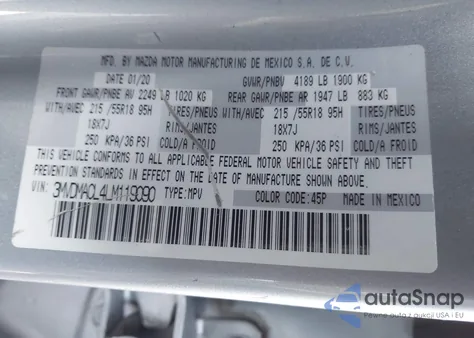 MFD. BY MAZDA MOTOR MANUFACTURING DE MEXICO S.A. DE C.V.
DATE 01/20 GVWR/PNBV 4189 LB 1900 KG
FRONT GAWR/PNBE AV 2249 LB 1020 KG REAR GAWR/PNBE AR 1947 LB 883 KG
WITH/AVEC 215/55R18 95H TIRES/PNEUS WITH/AVEC 215/55R18 95H TIRES/PNEUS
18X7J RIMS/JANTES 18X7J RIMS/JANTES
250 KPA/36 PSI COLD/A FROID 250 KPA/36 PSI COLD/A FROID
THIS VEHICLE CONFORMS TO ALL APPLICABLE FEDERAL MOTOR VEHICLE SAFETY AND THEFT
PREVENTION STANDARDS IN EFFECT ON THE DATE OF MANUFACTURE SHOWN ABOVE.
VIN: 3MVDMACL4LM119090 TYPE:MPV COLOR CODE:45P MADE IN MEXICO
autoSnap
Pewne auto z USA i EU